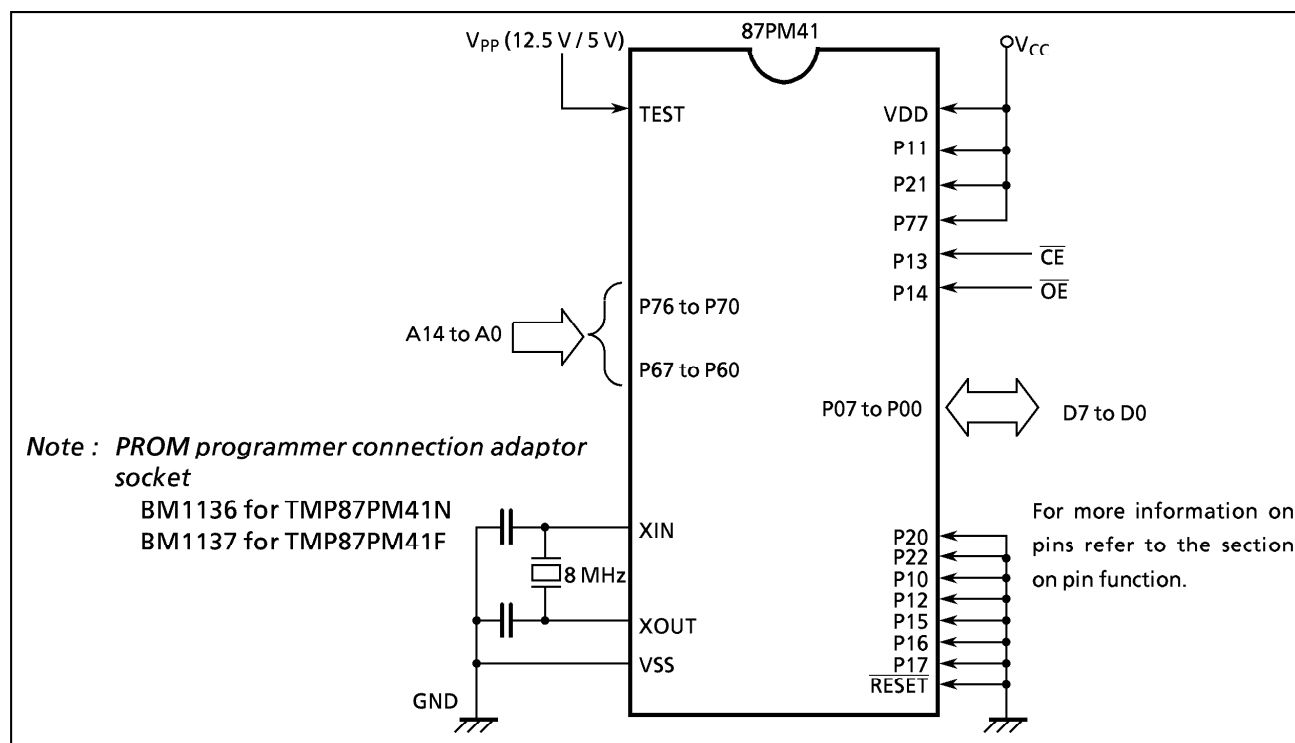 87PM41
VPP (12.5 V / 5 V)
VCC
TEST
VDD
P11
P21
P77
P13
CE
P14
OE
A14 to A0
P76 to P70
P67 to P60
P07 to P00
D7 to D0
Note : PROM programmer connection adaptor
socket
BM1136 for TMP87PM41N
BM1137 for TMP87PM41F
XIN
8 MHz
XOUT
VSS
GND
P20
P22
P10
P12
P15
P16
P17
RESET
For more information on
pins refer to the section
on pin function.